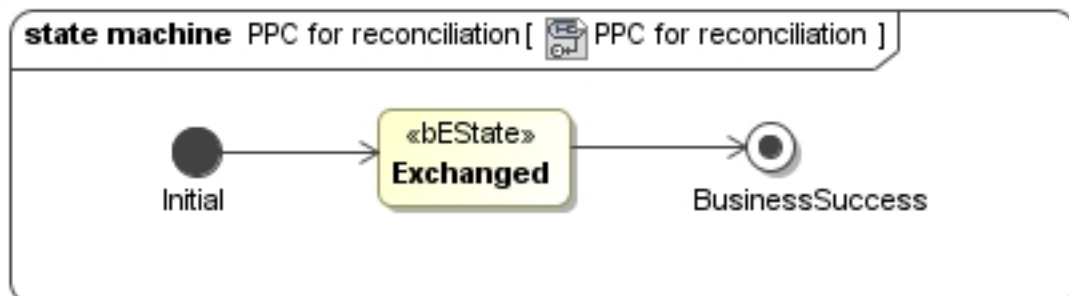 state machine PPC for reconciliation [ PPC for reconciliation ]
«bEState»
Exchanged
Initial
BusinessSuccess